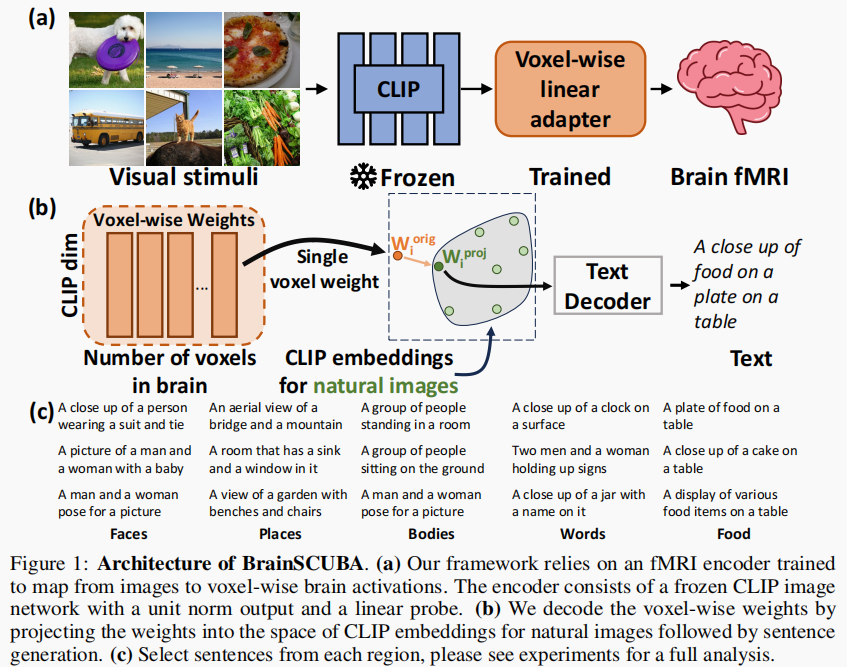 (a)
CLIP
Voxel-wise
linear
adapter
Visual stimuli
Frozen
Trained
Brain fMRI
(b)
Voxel-wise Weights
CLIP dim
...
Number of voxels
in brain
Single
voxel weight
W_i^orig
W_i^proj
CLIP embeddings
for natural images
Text
Decoder
A close up of
food on a
plate on a
table
Text
(c)
A close up of a person
wearing a suit and tie
A picture of a man and
a woman with a baby
A man and a woman
pose for a picture
Faces
An aerial view of a
bridge and a mountain
A room that has a sink
and a window in it
A view of a garden with
benches and chairs
Places
A group of people
standing in a room
A group of people
sitting on the ground
A man and a woman
pose for a picture
Bodies
A close up of a clock on
a surface
Two men and a woman
holding up signs
A close up of a jar with
a name on it
Words
A plate of food on a
table
A close up of a cake on
a table
A display of various
food items on a table
Food
Figure 1: Architecture of BrainSCUBA. (a) Our framework relies on an fMRI encoder trained
to map from images to voxel-wise brain activations. The encoder consists of a frozen CLIP image
network with a unit norm output and a linear probe. (b) We decode the voxel-wise weights by
projecting the weights into the space of CLIP embeddings for natural images followed by sentence
generation. (c) Select sentences from each region, please see experiments for a full analysis.